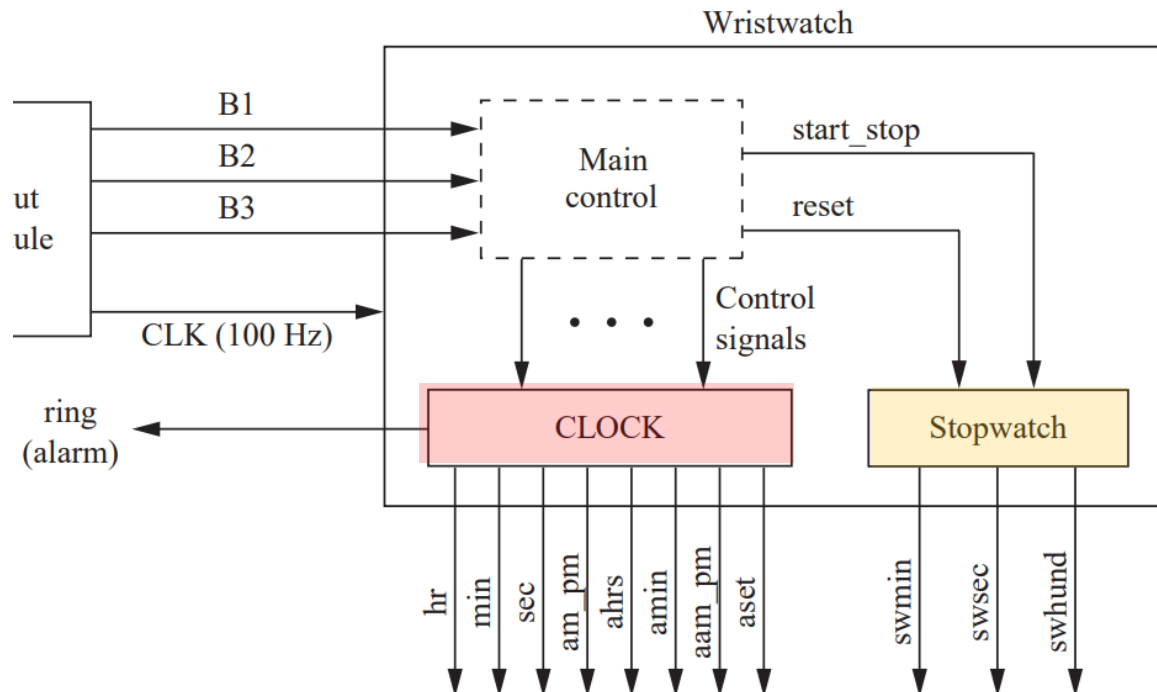 Wristwatch
B1
B2
B3
ut
ule
CLK (100 Hz)
Main
control
start_stop
reset
Control
signals
ring
(alarm)
CLOCK
Stopwatch
hr
min
sec
am_pm
ahrs
amin
aam_pm
aset
swmin
swsec
swhund